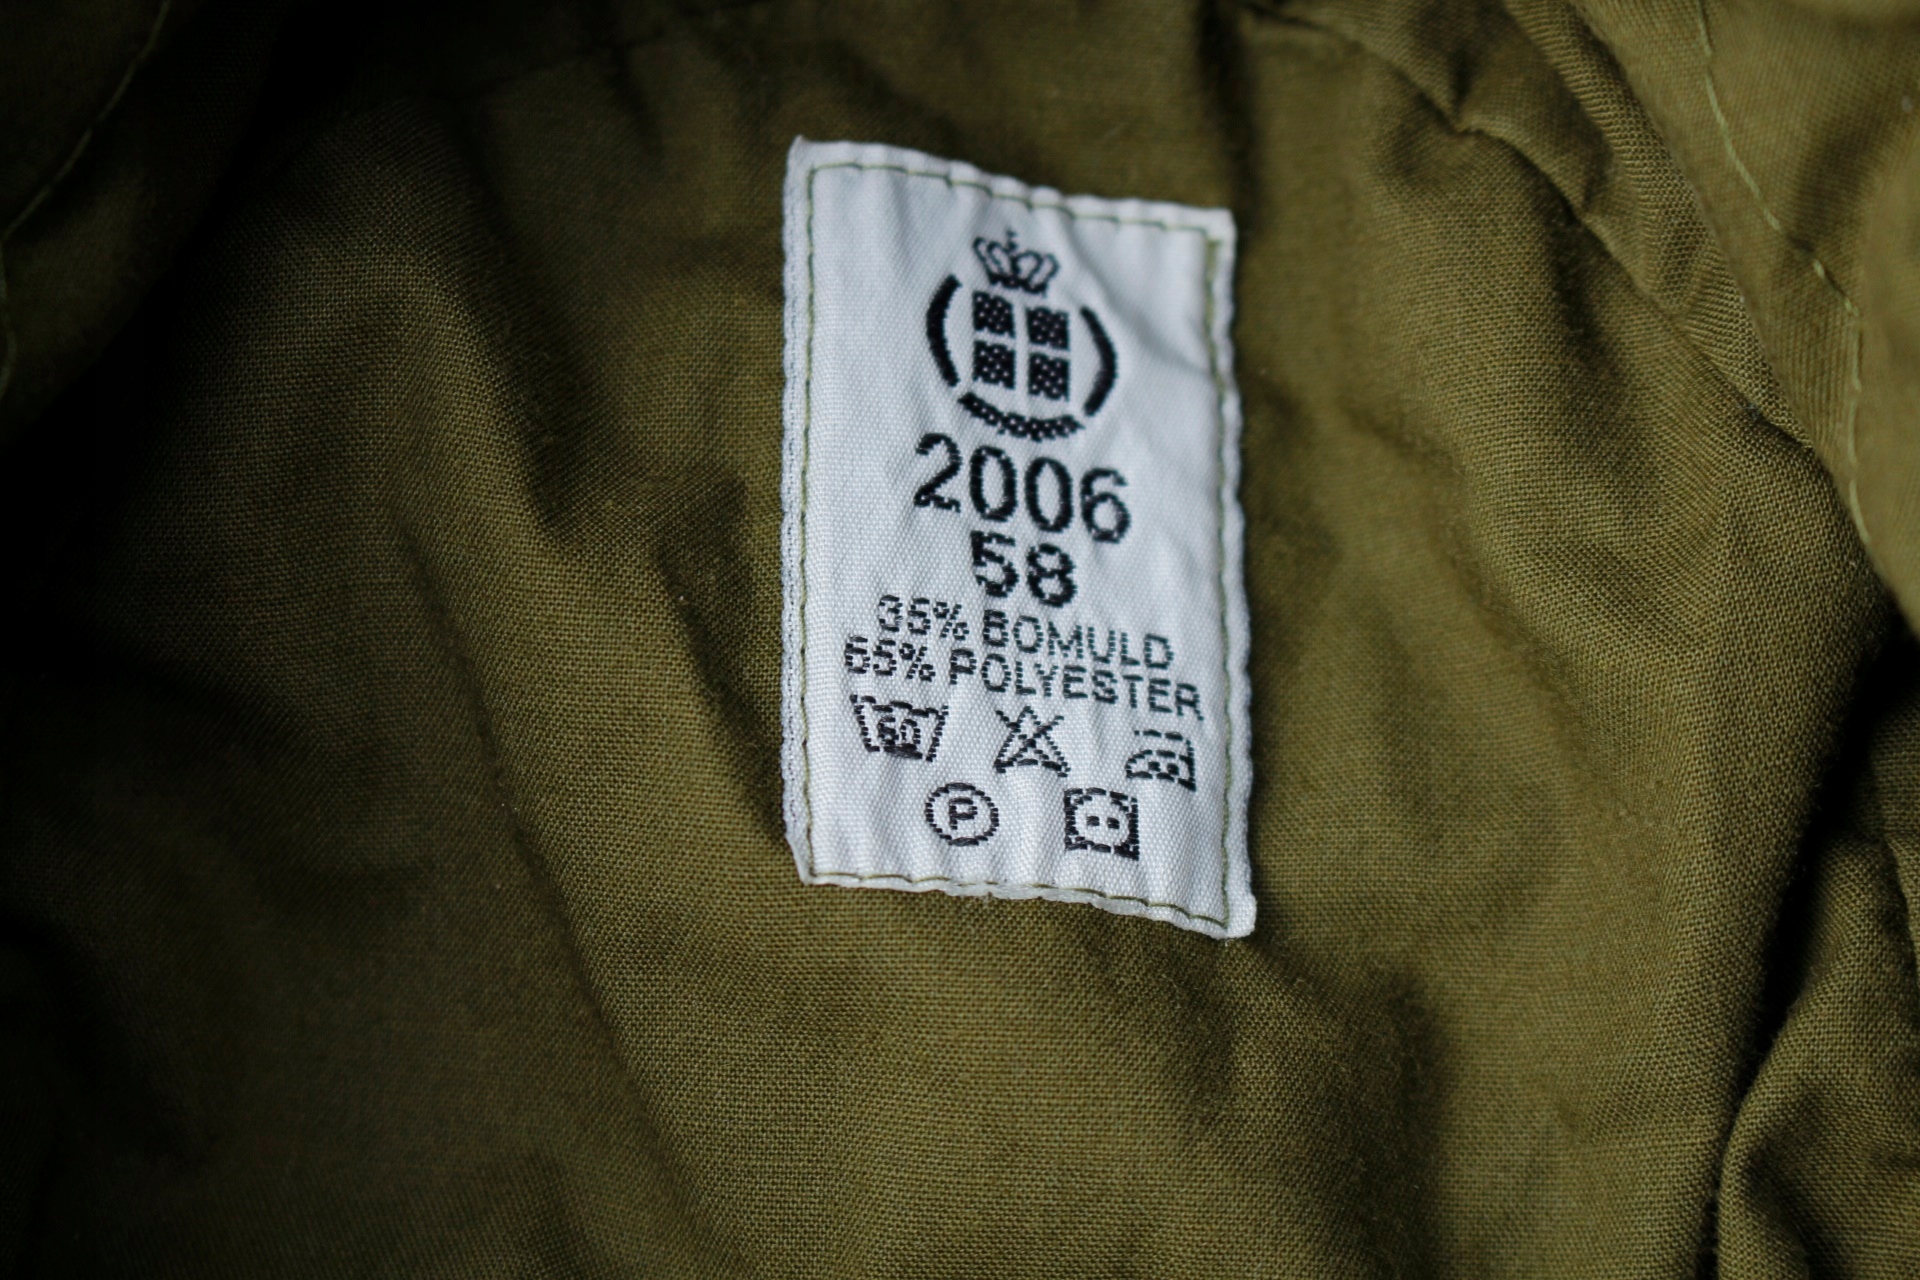 2006
58
35% BOMULD
65% POLYESTER
P